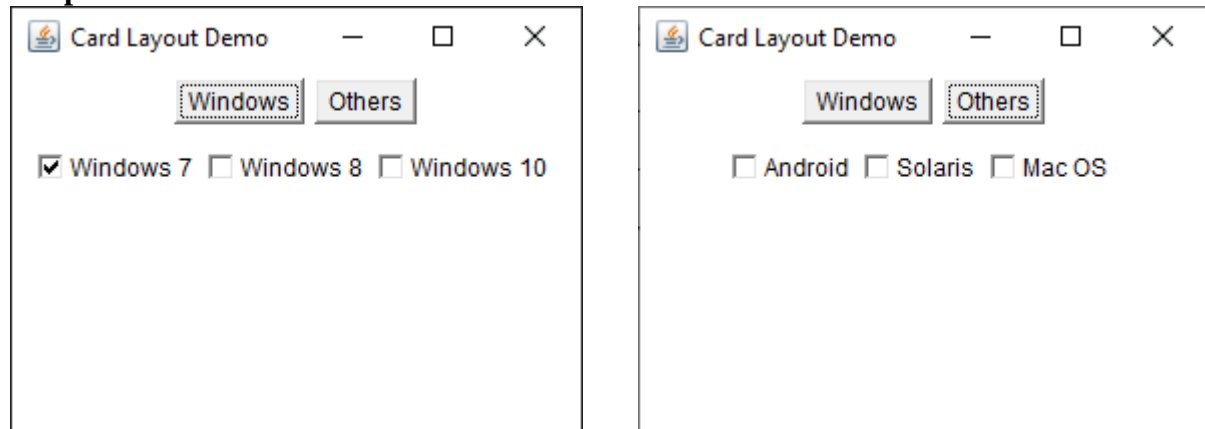 Card Layout Demo
Windows Others
Windows 7 Windows 8 Windows 10
Card Layout Demo
Windows Others
Android Solaris Mac OS